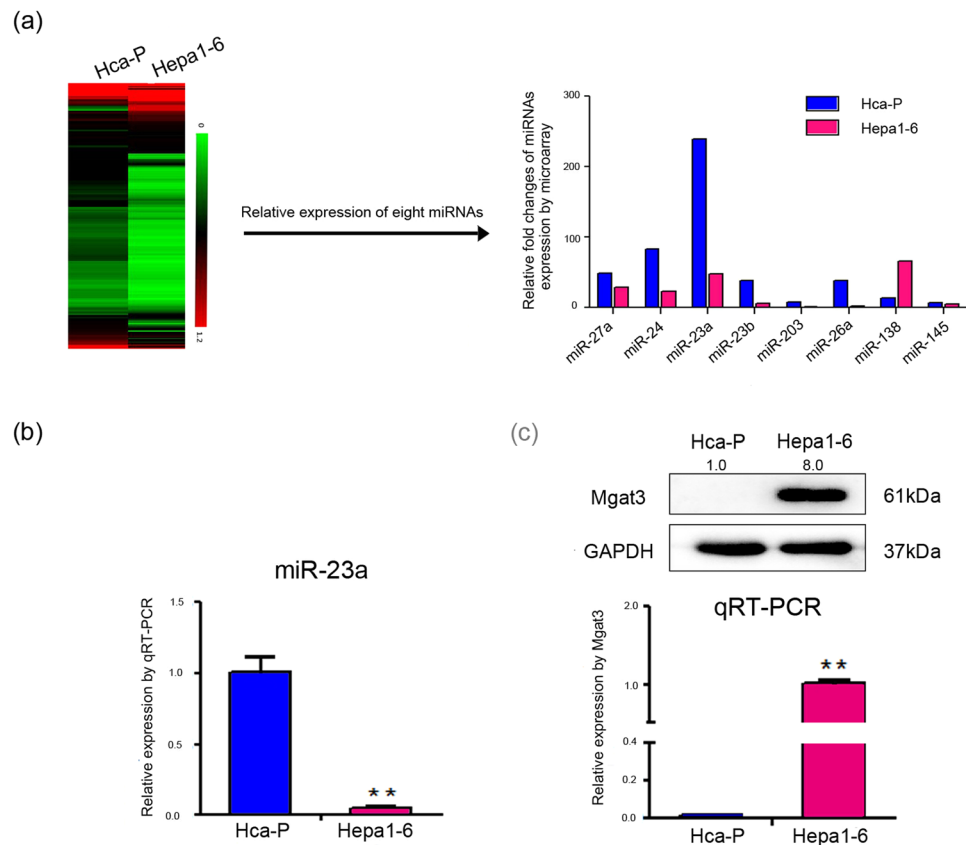 (a)
Hca-P Hepa1-6
0
1.2
Relative expression of eight miRNAs
Relative fold changes of miRNAs
expression by microarray
300
200
100
0
Hca-P
Hepa1-6
miR-27a miR-24 miR-23a miR-23b miR-203 miR-26a miR-138 miR-145
(b)
miR-23a
Relative expression by qRT-PCR
1.5
1.0
0.5
0.0
**
Hca-P Hepa1-6
(c)
Hca-P Hepa1-6
1.0 8.0
Mgat3 61kDa
GAPDH 37kDa
qRT-PCR
Relative expression by Mgat3
2.0
1.0
0.4
0.2
0.0
**
Hca-P Hepa1-6